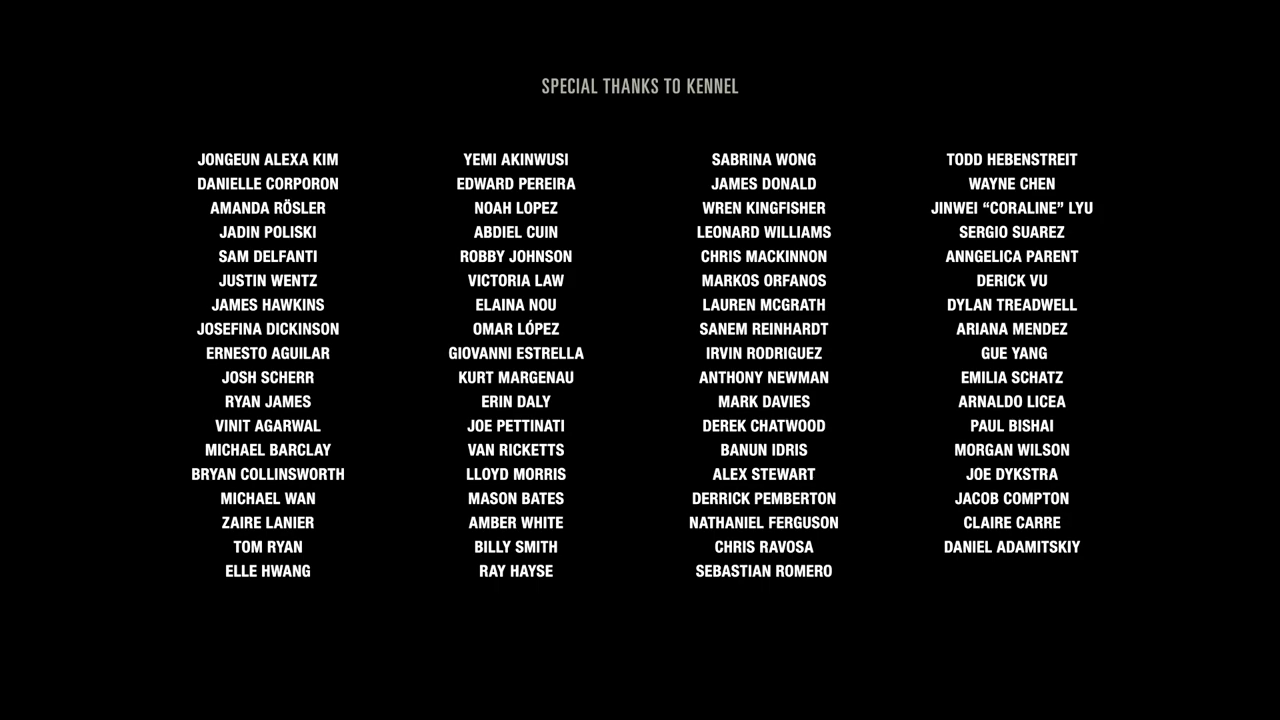 SPECIAL THANKS TO KENNEL
JONGEUN ALEXA KIM
DANIELLE CORPORON
AMANDA RÖSLER
JADIN POLISKI
SAM DELFANTI
JUSTIN WENTZ
JAMES HAWKINS
JOSEFINA DICKINSON
ERNESTO AGUILAR
JOSH SCHERR
RYAN JAMES
VINIT AGARWAL
MICHAEL BARCLAY
BRYAN COLLINSWORTH
MICHAEL WAN
ZAIRE LANIER
TOM RYAN
ELLE HWANG
YEMI AKINWUSI
EDWARD PEREIRA
NOAH LOPEZ
ABDIEL CUIN
ROBBY JOHNSON
VICTORIA LAW
ELAINA NOU
OMAR LÓPEZ
GIOVANNI ESTRELLA
KURT MARGENAU
ERIN DALY
JOE PETTINATI
VAN RICKETTS
LLOYD MORRIS
MASON BATES
AMBER WHITE
BILLY SMITH
RAY HAYSE
SABRINA WONG
JAMES DONALD
WREN KINGFISHER
LEONARD WILLIAMS
CHRIS MACKINNON
MARKOS ORFANOS
LAUREN MCGRATH
SANEM REINHARDT
IRVIN RODRIGUEZ
ANTHONY NEWMAN
MARK DAVIES
DEREK CHATWOOD
BANUN IDRIS
ALEX STEWART
DERRICK PEMBERTON
NATHANIEL FERGUSON
CHRIS RAVOSA
SEBASTIAN ROMERO
TODD HEBENSTREIT
WAYNE CHEN
JINWEI “CORALINE” LYU
SERGIO SUAREZ
ANNGELICA PARENT
DERICK VU
DYLAN TREADWELL
ARIANA MENDEZ
GUE YANG
EMILIA SCHATZ
ARNALDO LICEA
PAUL BISHAI
MORGAN WILSON
JOE DYKSTRA
JACOB COMPTON
CLAIRE CARRE
DANIEL ADAMITSKIY